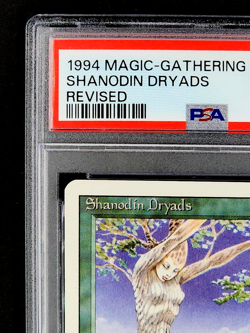 1994 MAGIC-GATHERING
SHANODIN DRYADS
REVISED
PSA
Shanodin Dryads